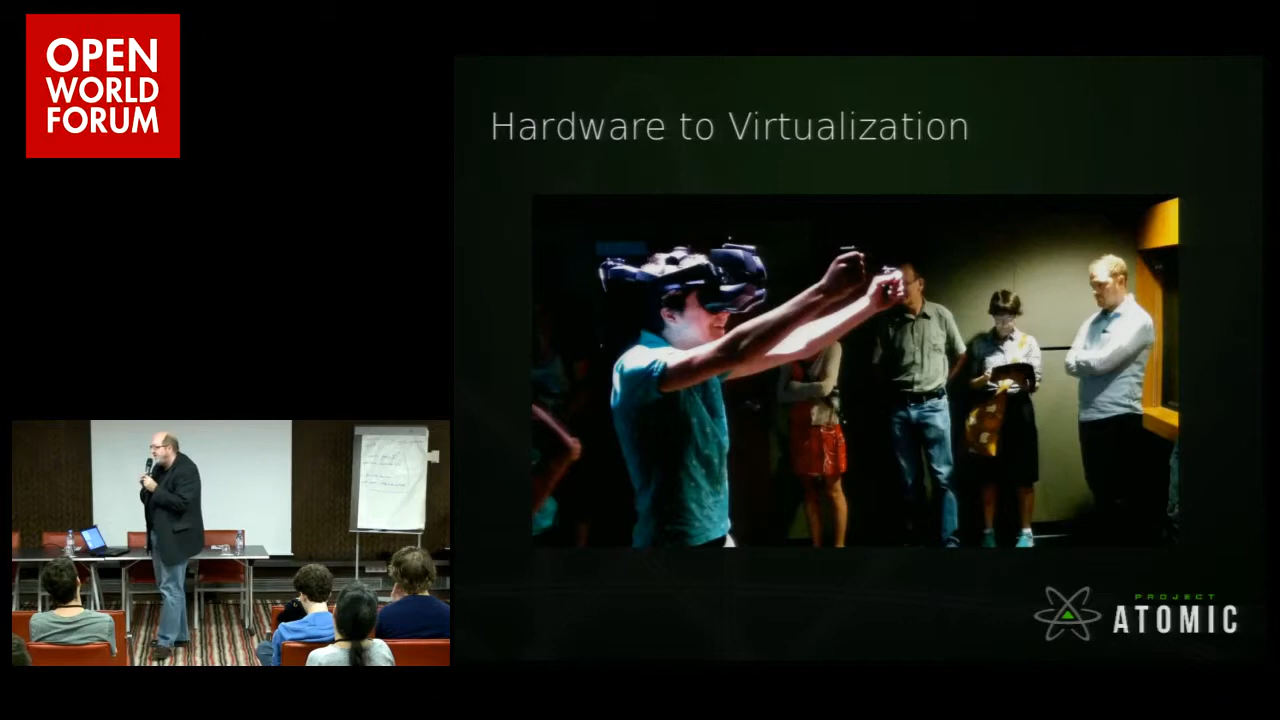 OPEN
WORLD
FORUM
Hardware to Virtualization
PROJECT
ATOMIC